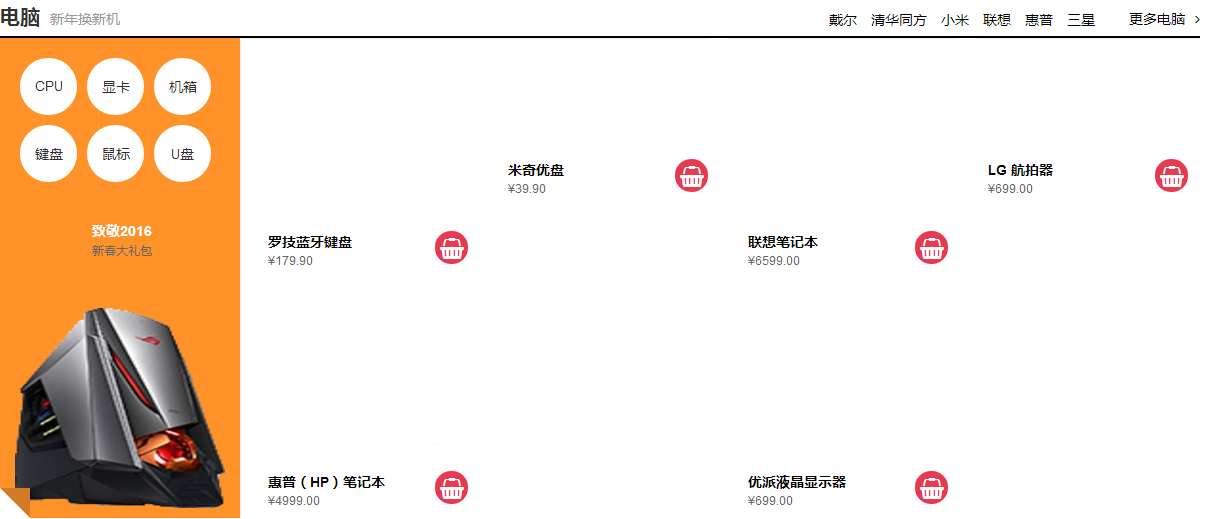 电脑 新年换新机 戴尔 清华同方 小米 联想 惠普 三星 更多电脑 >
CPU 显卡 机箱
键盘 鼠标 U盘
致敬2016
新春大礼包
米奇优盘
¥39.90
LG 航拍器
¥699.00
罗技蓝牙键盘
¥179.90
联想笔记本
¥6599.00
惠普（HP）笔记本
¥4999.00
优派液晶显示器
¥699.00